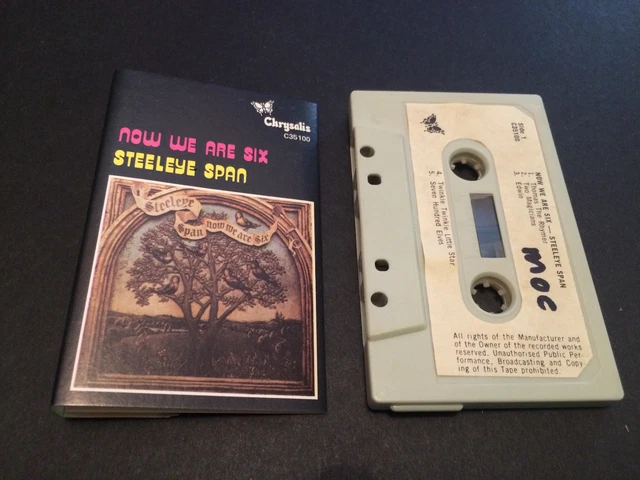 Chrysalis
C35100
NOW WE ARE SIX
STEELEYE SPAN
Steeleye
Span now we are Six
Side 1
C35100
NOW WE ARE SIX — STEELEYE SPAN
1. Thomas The Rhymer
2. Two Magicians
3. Edwin
4. Twinkle Twinkle Little Star
5. Seven Hundred Elves
MOC
All rights of the Manufacturer and
of the Owner of the recorded works
reserved. Unauthorised Public Per-
formance, Broadcasting and Copy
ing of this Tape prohibited.